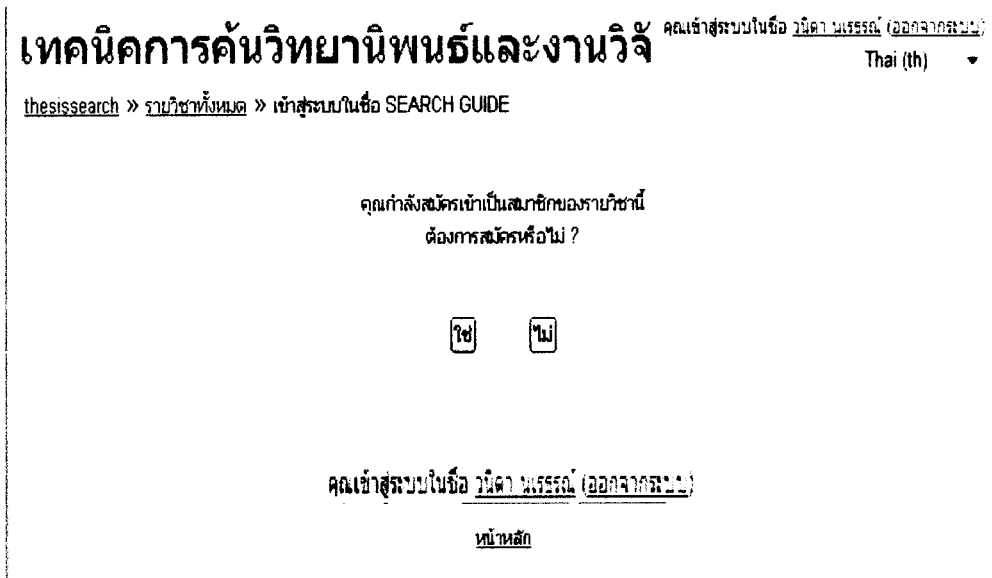 เทคนิคการค้นวิทยานิพนธ์และงานวิจั
คุณเข้าสู่ระบบในชื่อ วนิดา นเรธรณ์ (ออกจากระบบ)
Thai (th)
thesissearch » รายวิชาทั้งหมด » เข้าสู่ระบบในชื่อ SEARCH GUIDE
คุณกำลังสมัครเข้าเป็นสมาชิกของรายวิชานี้
ต้องการสมัครหรือไม่ ?
ใช่ ไม่
คุณเข้าสู่ระบบในชื่อ วนิดา นเรธรณ์ (ออกจากระบบ)
หน้าหลัก